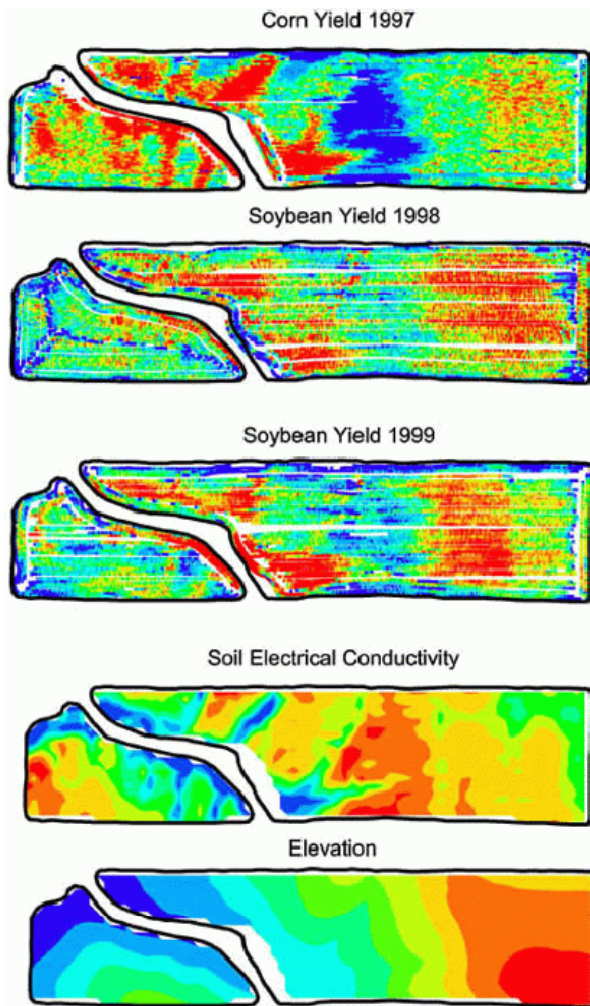 Corn Yield 1997
Soybean Yield 1998
Soybean Yield 1999
Soil Electrical Conductivity
Elevation